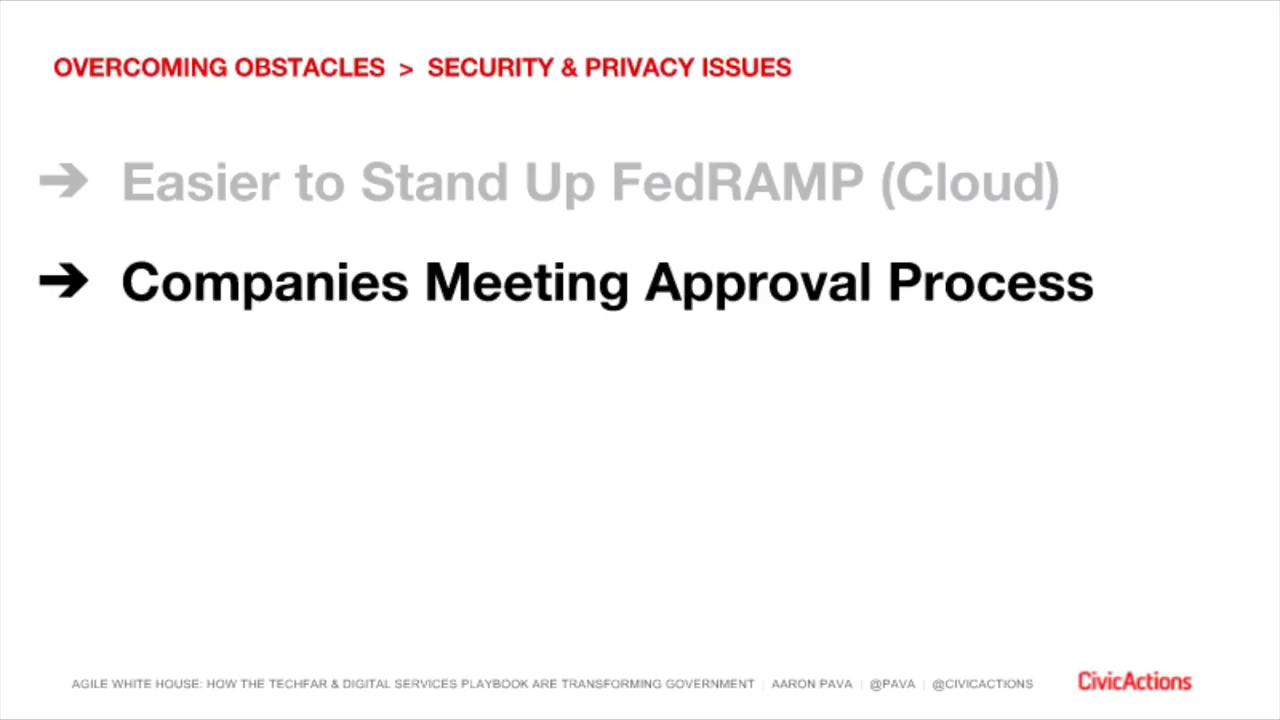 OVERCOMING OBSTACLES > SECURITY & PRIVACY ISSUES
➔ Easier to Stand Up FedRAMP (Cloud)
➔ Companies Meeting Approval Process
AGILE WHITE HOUSE: HOW THE TECHFAR & DIGITAL SERVICES PLAYBOOK ARE TRANSFORMING GOVERNMENT | AARON PAVA | @PAVA | @CIVICACTIONS
CivicActions